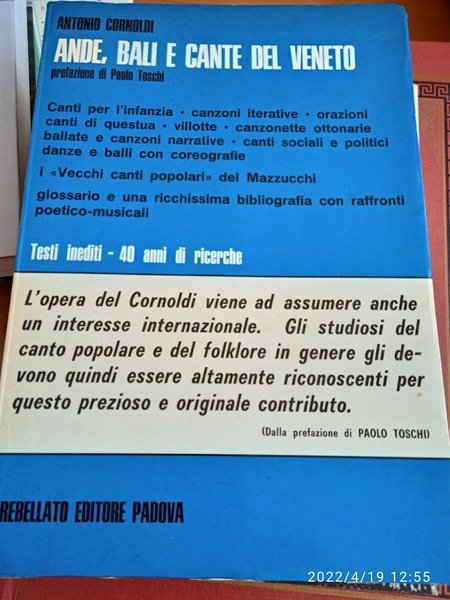 ANTONIO CORNOLDI
ANDE, BALI E CANTE DEL VENETO
prefazione di Paolo Toschi
Canti per l'infanzia • canzoni iterative • orazioni
canti di questua • villotte • canzonette ottonarie
ballate e canzoni narrative • canti sociali e politici
danze e balli con coreografie
i «Vecchi canti popolari» del Mazzucchi
glossario e una ricchissima bibliografia con raffronti
poetico-musicali
Testi inediti - 40 anni di ricerche
L'opera del Cornoldi viene ad assumere anche
un interesse internazionale. Gli studiosi del
canto popolare e del folklore in genere gli de-
vono quindi essere altamente riconoscenti per
questo prezioso e originale contributo.
(Dalla prefazione di PAOLO TOSCHI)
REBELLATO EDITORE PADOVA
2022/4/19 12:55